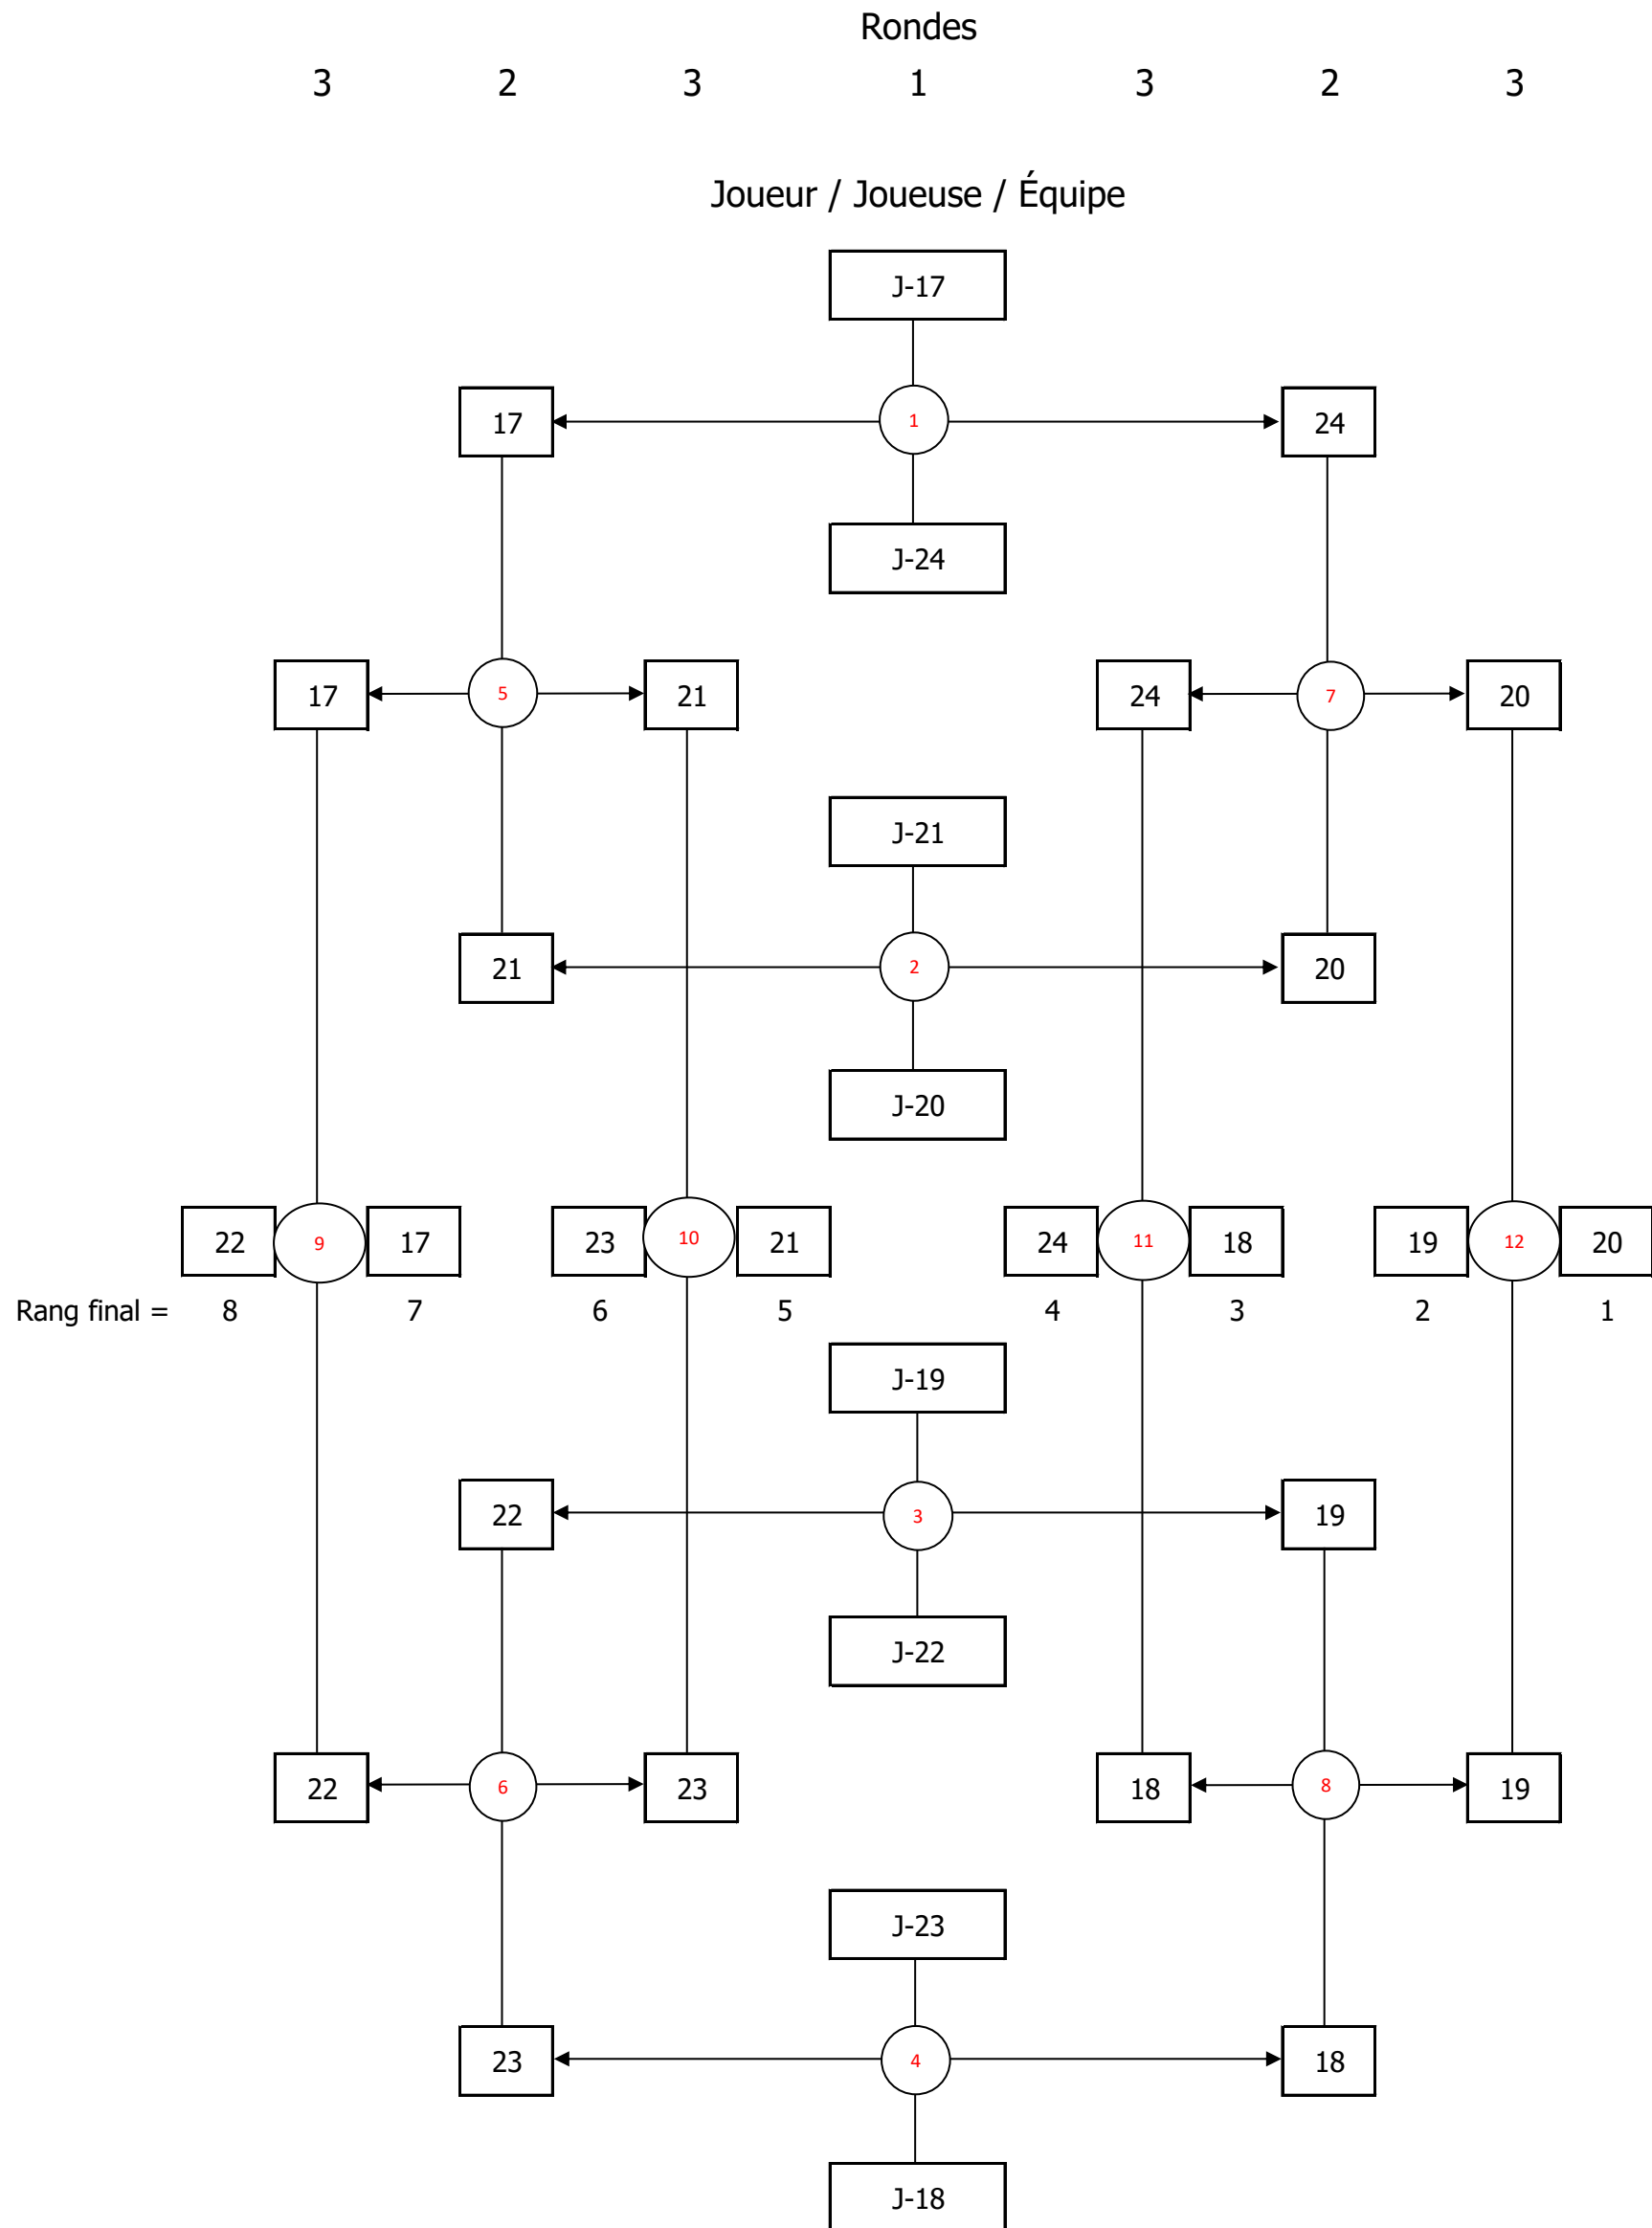 Rondes
3 2 3 1 3 2 3
Joueur / Joueuse / Équipe
J-17
17 1 24
J-24
17 5 21 24 7 20
J-21
21 2 20
J-20
22 9 17 23 10 21 24 11 18 19 12 20
Rang final = 8 7 6 5 4 3 2 1
J-19
22 3 19
J-22
22 6 23 18 8 19
J-23
23 4 18
J-18